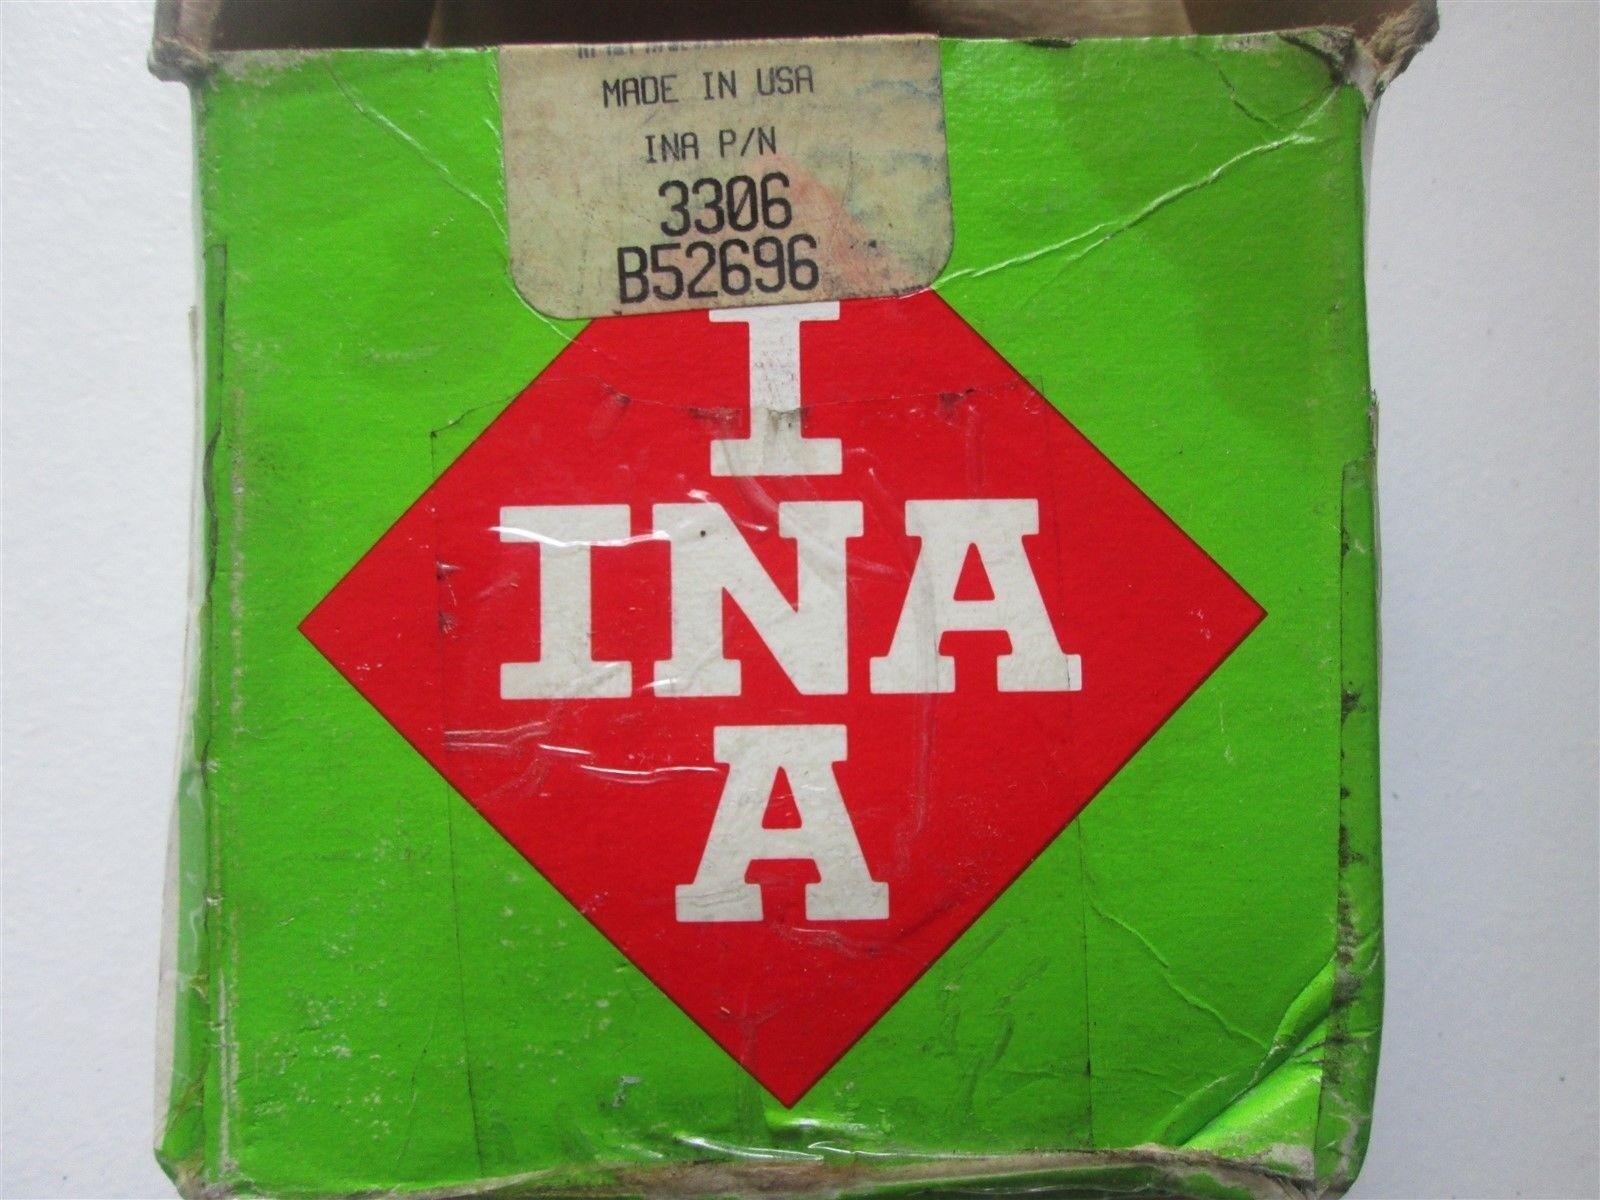 MADE IN USA
INA P/N
3306
B52696
I
INA
A